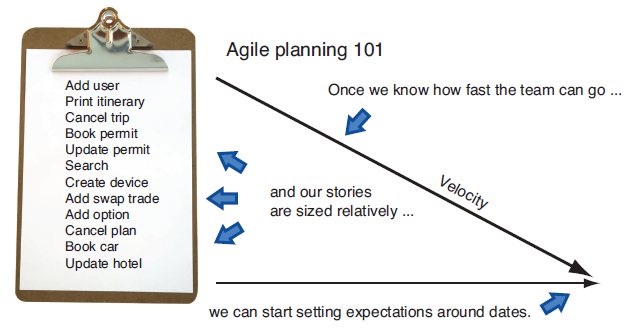 Agile planning 101
Add user
Print itinerary
Cancel trip
Book permit
Update permit
Search
Create device
Add swap trade
Add option
Cancel plan
Book car
Update hotel
Once we know how fast the team can go ...
Velocity
and our stories
are sized relatively ...
we can start setting expectations around dates.